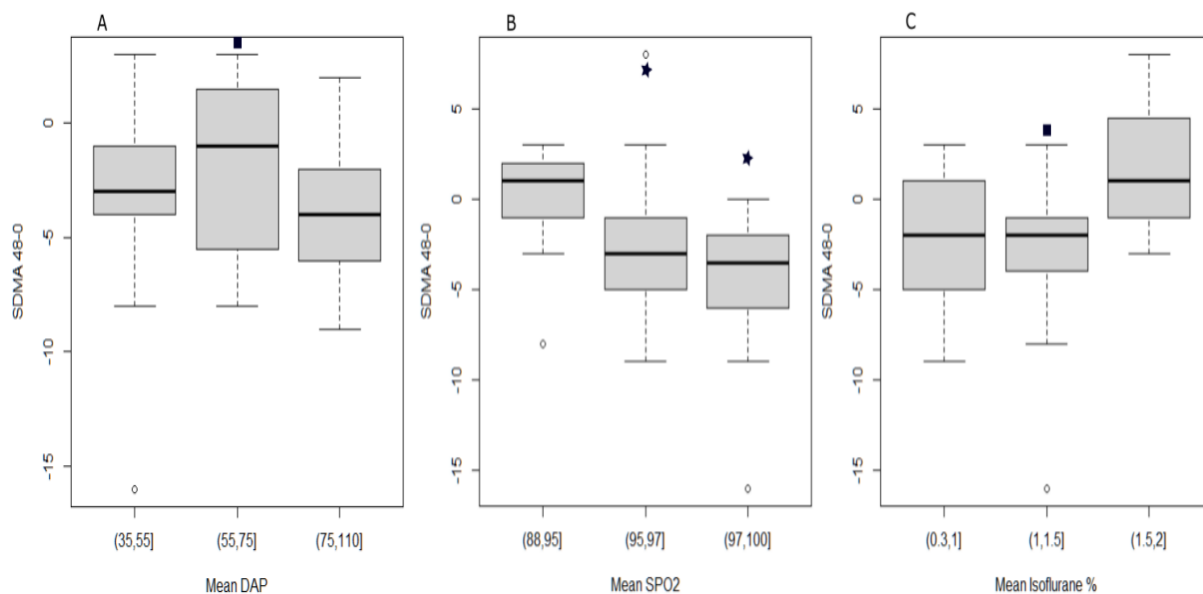 A
SDMA 48-0
0
-5
-10
-15
(35,55]
(55,75]
(75,110]
Mean DAP
B
SDMA 48-0
5
0
-5
-10
-15
(88,95]
(95,97]
(97,100]
Mean SPO2
C
SDMA 48-0
5
0
-5
-10
-15
(0.3,1]
(1,1.5]
(1.5,2]
Mean Isoflurane %